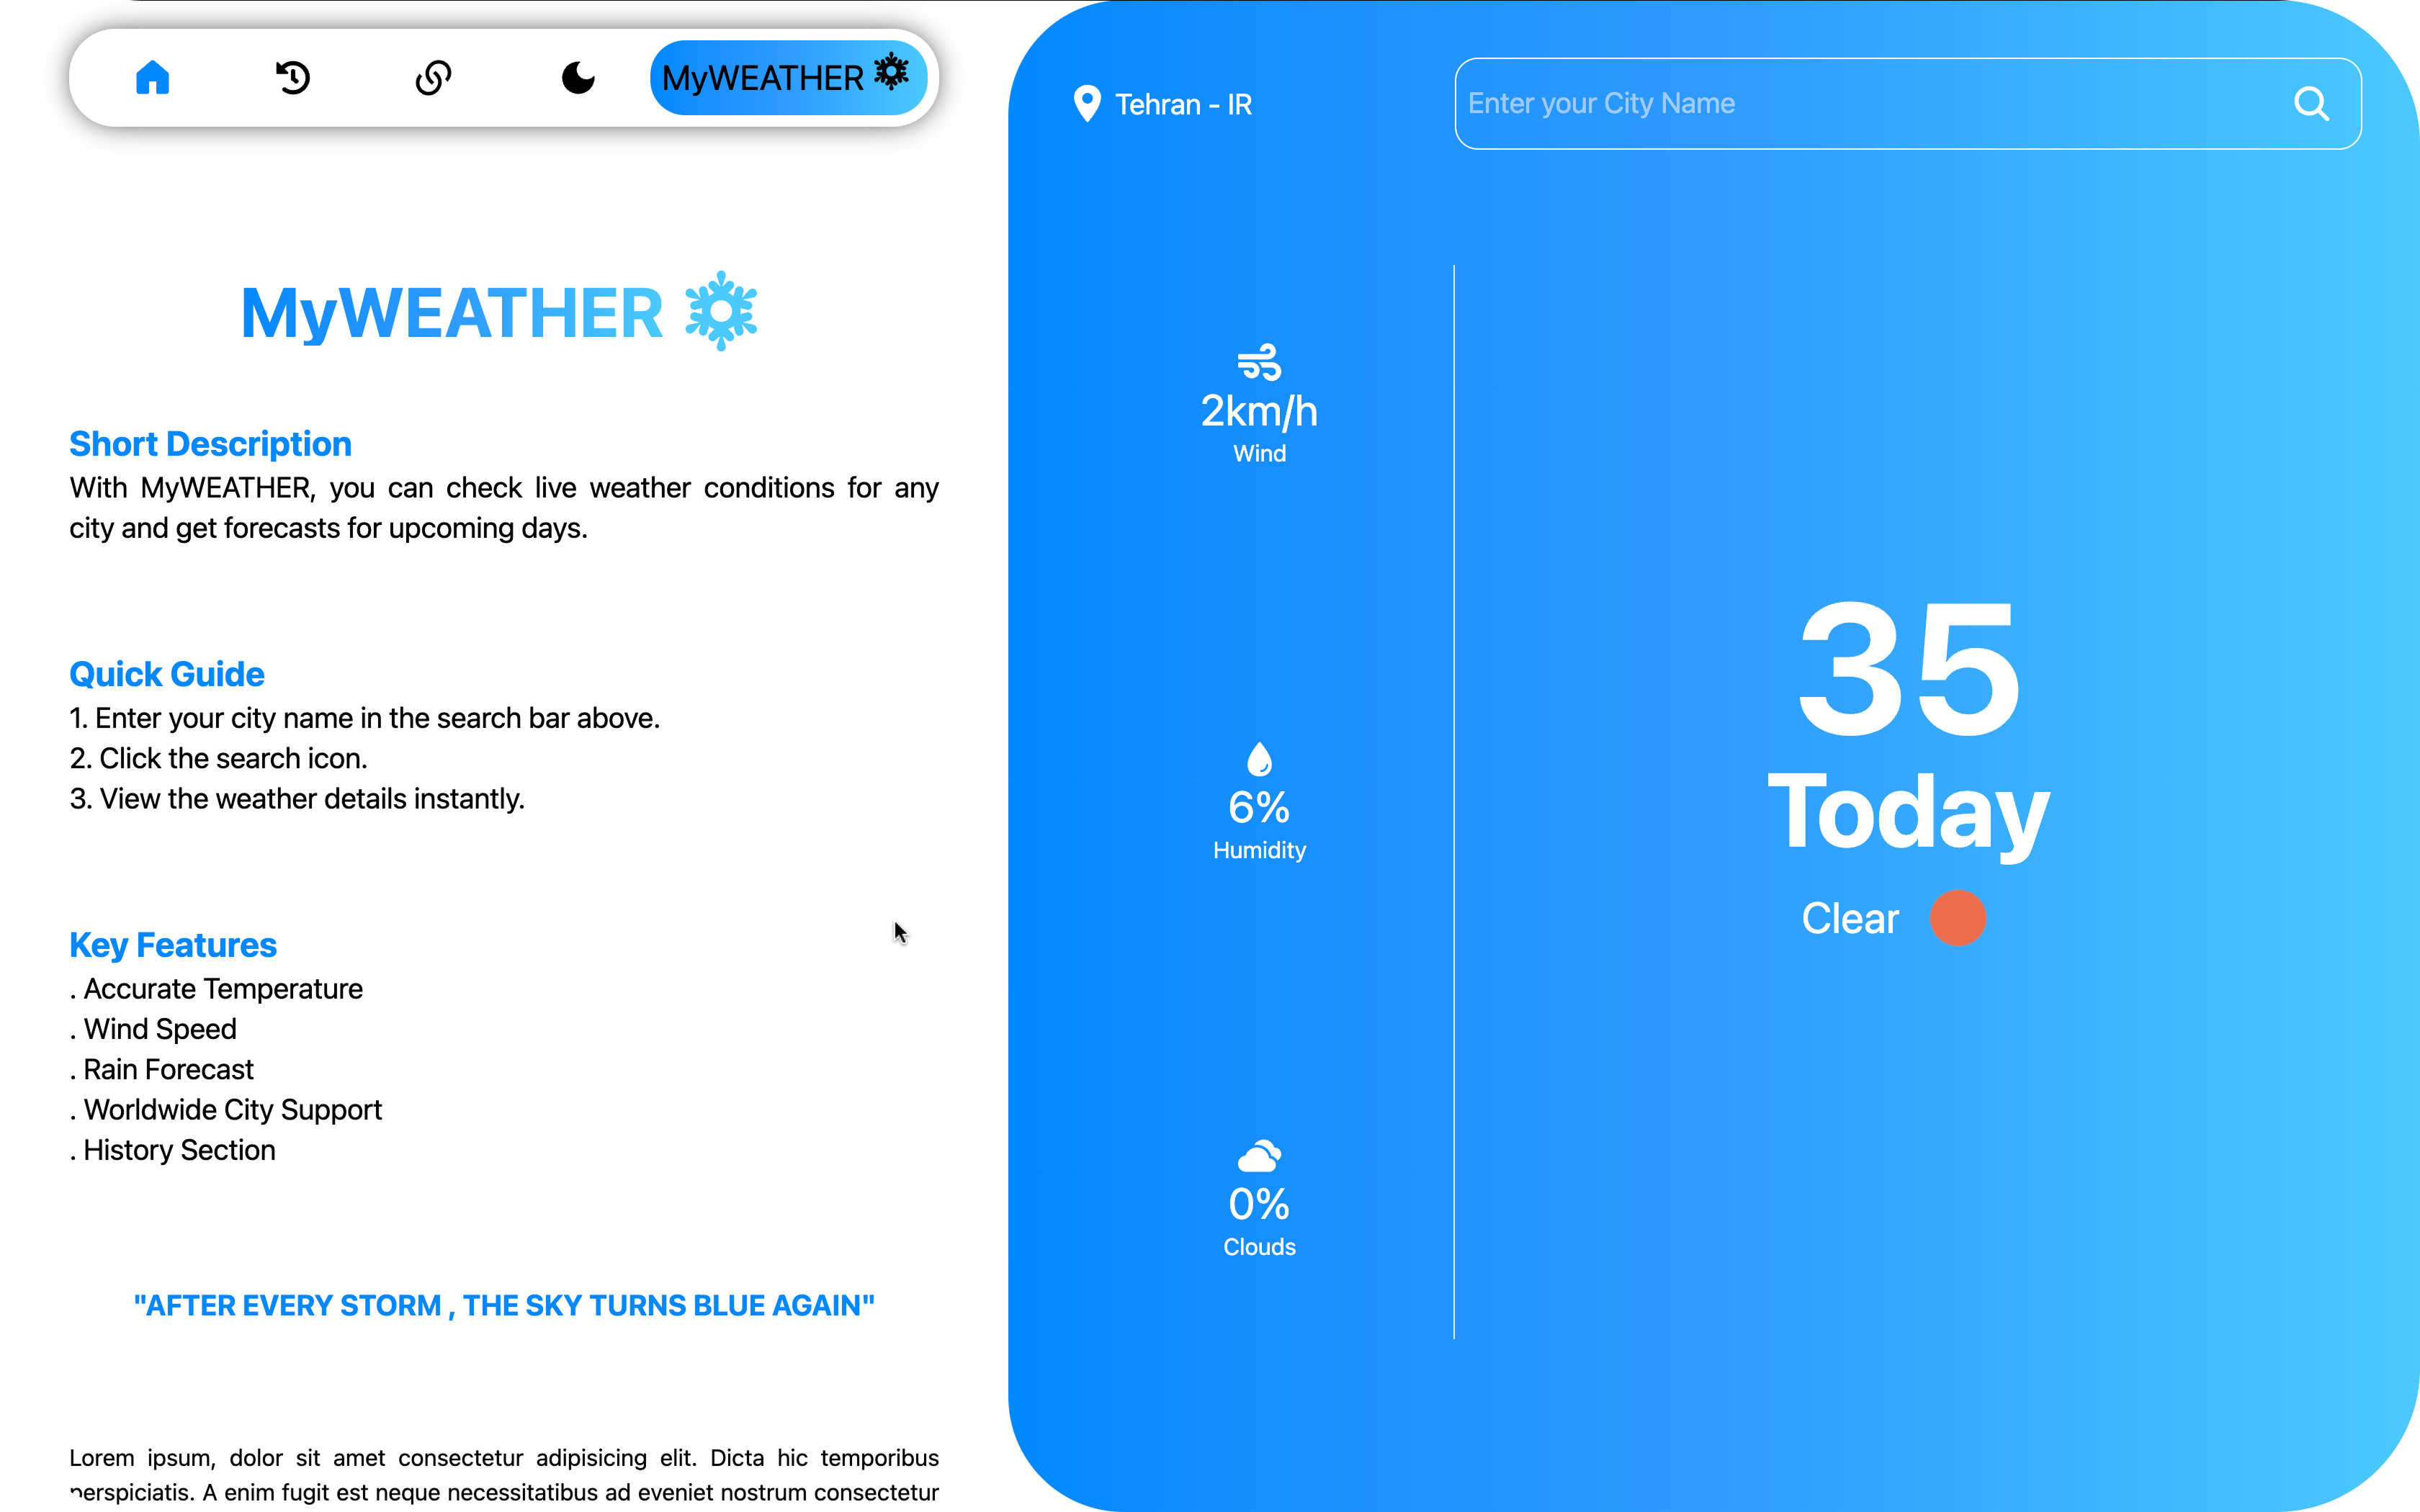 MyWEATHER
MyWEATHER
Short Description
With MyWEATHER, you can check live weather conditions for any
city and get forecasts for upcoming days.
Quick Guide
1. Enter your city name in the search bar above.
2. Click the search icon.
3. View the weather details instantly.
Key Features
. Accurate Temperature
. Wind Speed
. Rain Forecast
. Worldwide City Support
. History Section
"AFTER EVERY STORM , THE SKY TURNS BLUE AGAIN"
Lorem ipsum, dolor sit amet consectetur adipisicing elit. Dicta hic temporibus
perspiciatis. A enim fugit est neque necessitatibus ad eveniet nostrum consectetur
Tehran - IR
Enter your City Name
2km/h
Wind
6%
Humidity
0%
Clouds
35
Today
Clear